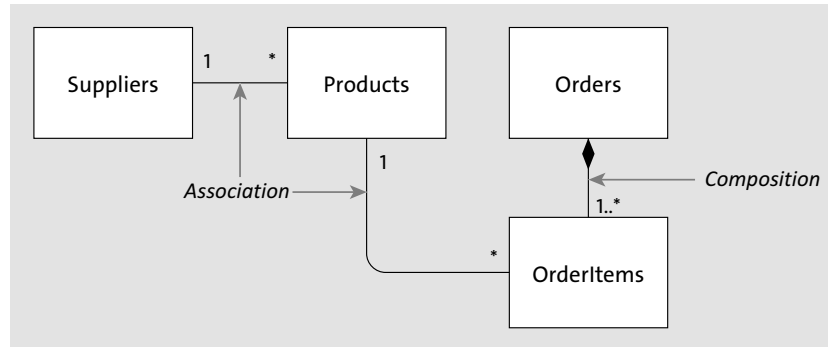 Suppliers
1
*
Products
Orders
1
Association
Composition
1..*
*
OrderItems